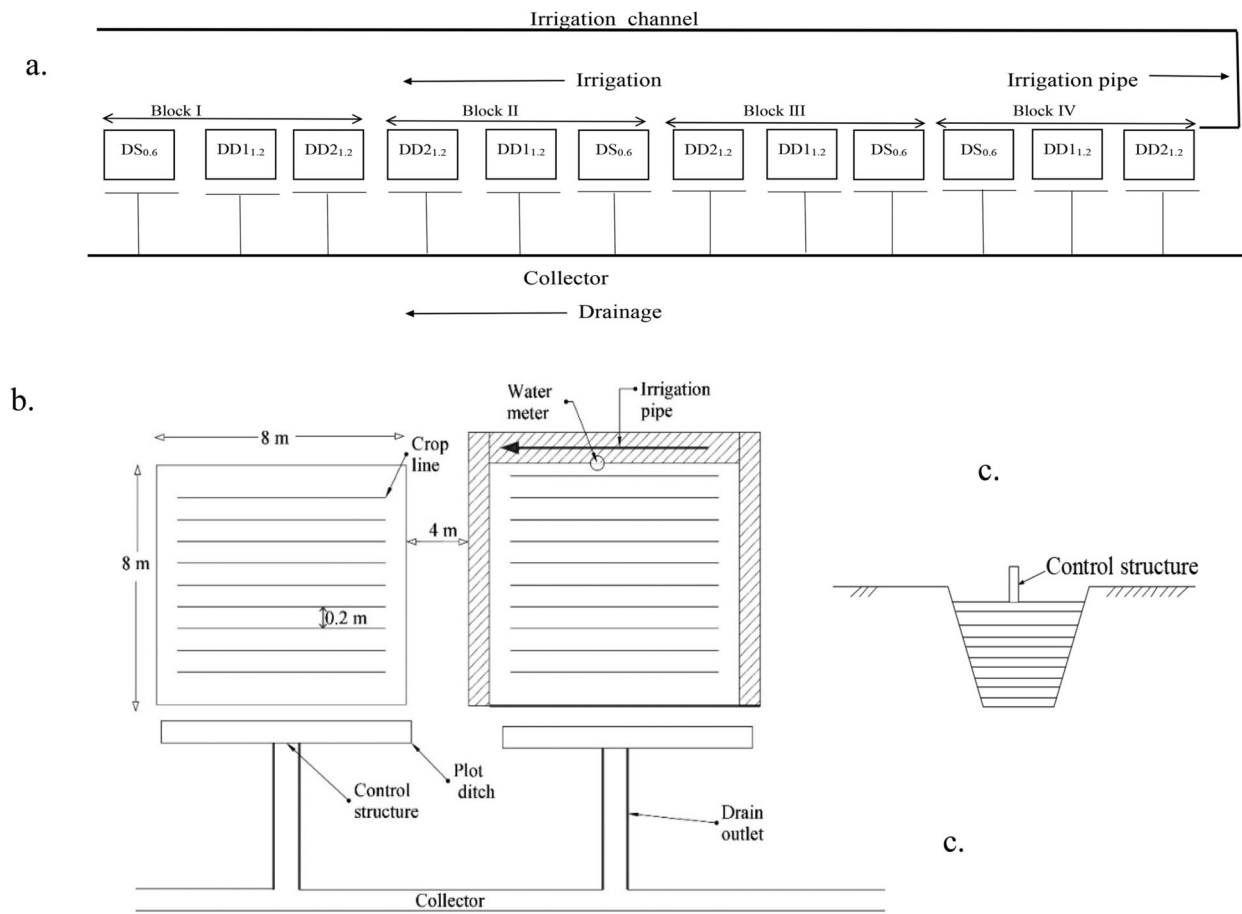 Irrigation channel
a.
Irrigation
Irrigation pipe
Block I
Block II
Block III
Block IV
DS0.6
DD11.2
DD21.2
DD21.2
DD11.2
DS0.6
DD21.2
DD11.2
DS0.6
DS0.6
DD11.2
DD21.2
Collector
Drainage
b.
8 m
Crop
line
Water
meter
Irrigation
pipe
c.
4 m
8 m
0.2 m
Control structure
Control
structure
Plot
ditch
Drain
outlet
c.
Collector